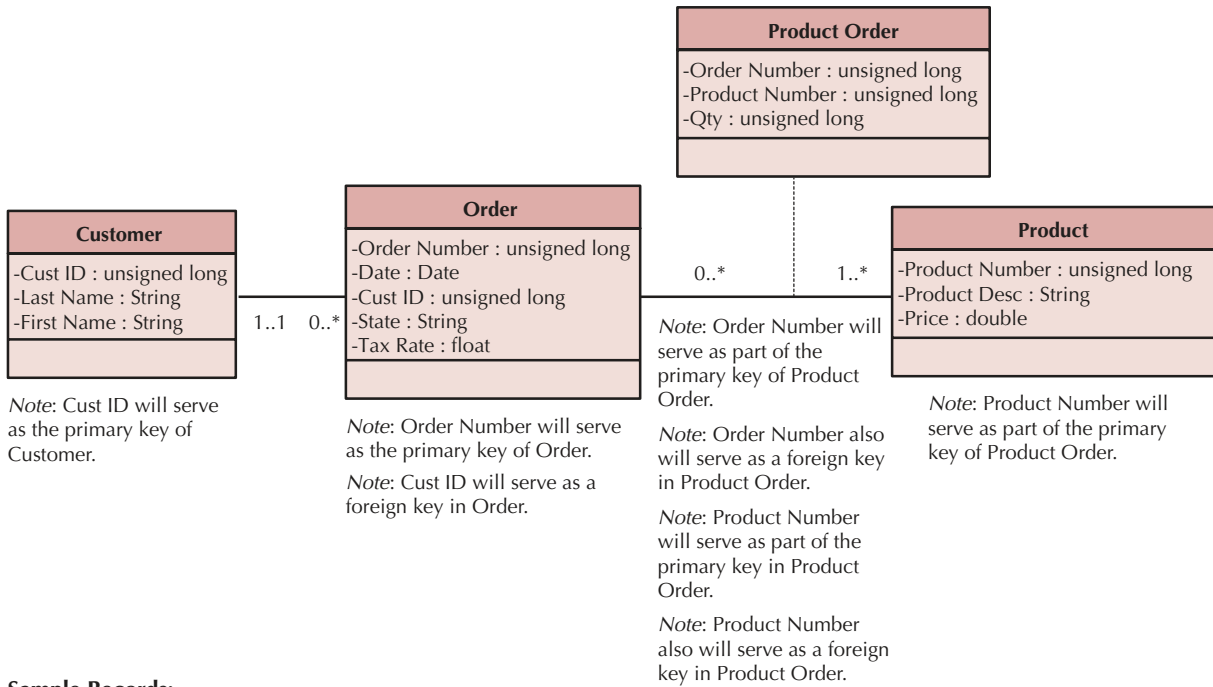 Product Order
-Order Number : unsigned long
-Product Number : unsigned long
-Qty : unsigned long
Customer
-Cust ID : unsigned long
-Last Name : String
-First Name : String
1..1
0..*
Order
-Order Number : unsigned long
-Date : Date
-Cust ID : unsigned long
-State : String
-Tax Rate : float
0..*
1..*
Product
-Product Number : unsigned long
-Product Desc : String
-Price : double
Note: Cust ID will serve
as the primary key of
Customer.
Note: Order Number will serve
as the primary key of Order.
Note: Cust ID will serve as a
foreign key in Order.
Note: Order Number will
serve as part of the
primary key of Product
Order.
Note: Order Number also
will serve as a foreign key
in Product Order.
Note: Product Number
will serve as part of the
primary key in Product
Order.
Note: Product Number
also will serve as a foreign
key in Product Order.
Note: Product Number will
serve as part of the primary
key of Product Order.
Sample Records: